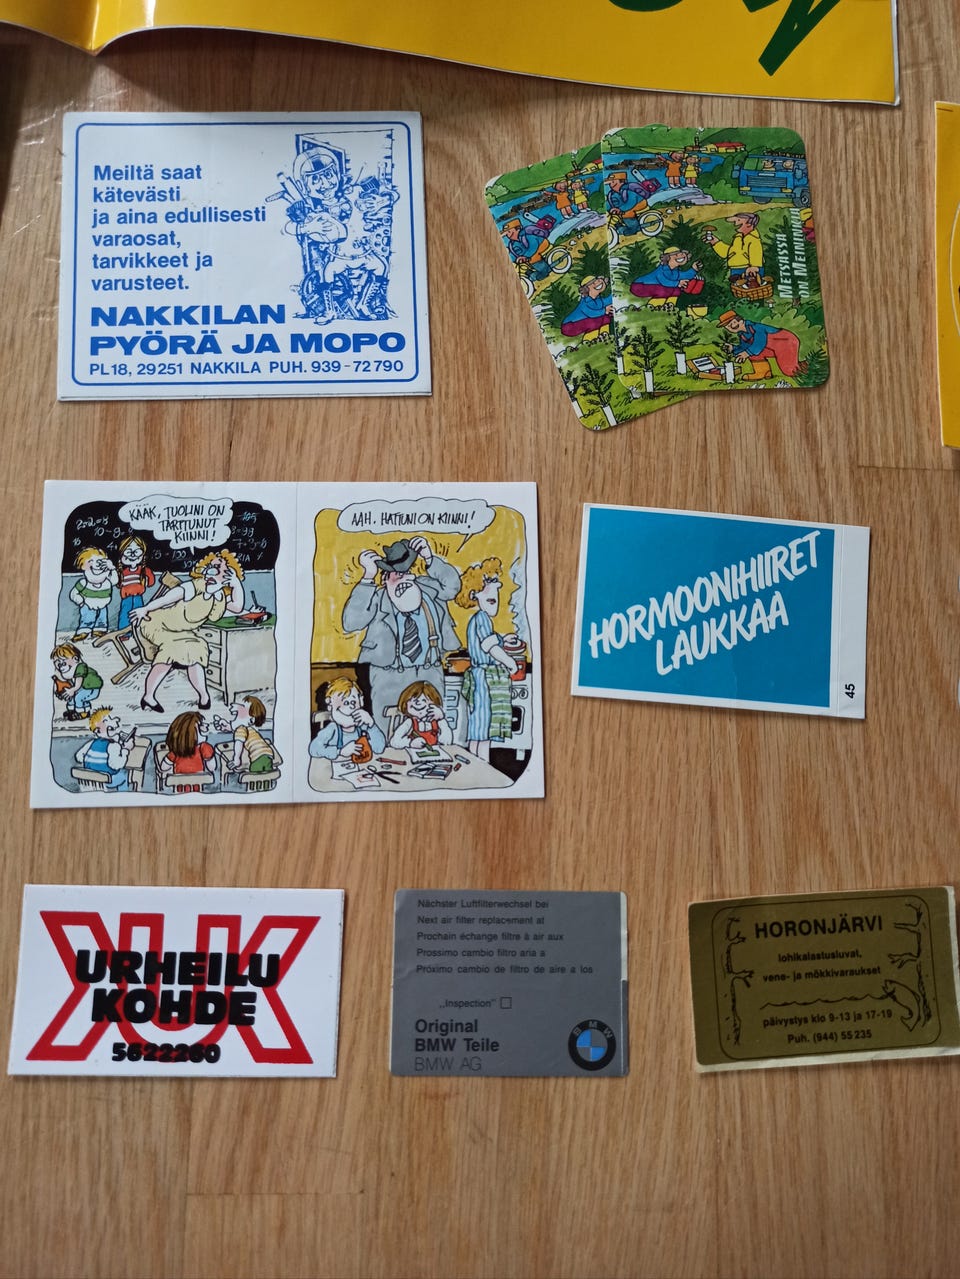 Meiltä saat
kätevästi
ja aina edullisesti
varaosat,
tarvikkeet ja
varusteet.
NAKKILAN
PYÖRÄ JA MOPO
PL 18, 29251 NAKKILA PUH. 939-72790
METSÄSSÄ
ON MEININKIÄ
KÄÄK, TUOLINI ON
TARTTUNUT
KIINNI!
AAH, HATTUNI ON KIINNI!
HORMOONIHIIRET
LAUKKAA
45
URHEILU
KOHDE
5622260
Nächster Luftfilterwechsel bei
Next air filter replacement at
Prochain échange filtre à air aux
Prossimo cambio filtro aria a
Próximo cambio de filtro de aire a los
„Inspection"
Original
BMW Teile
BMW AG
BMW
HORONJÄRVI
lohikalastusluvat,
vene- ja mökkivaraukset
päivystys klo 9-13 ja 17-19
Puh. (944) 55 235